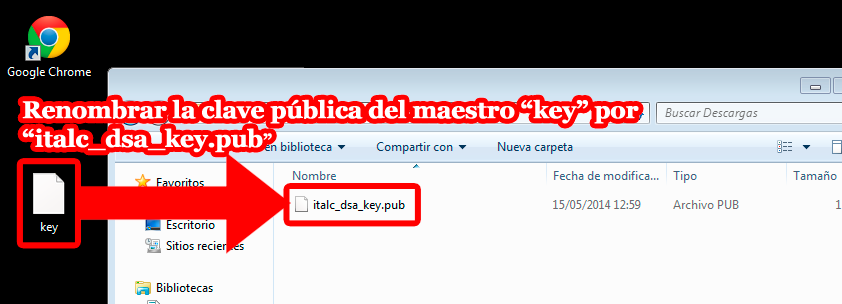 Google Chrome
Renombrar la clave pública del maestro “key” por
“italc_dsa_key.pub”
Buscar Descargas
en biblioteca
Compartir con
Nueva carpeta
Favoritos
Nombre
Fecha de modifica...
Tipo
Tamaño
key
italc_dsa_key.pub
15/05/2014 12:59
Archivo PUB
1
Escritorio
Sitios recientes
Bibliotecas